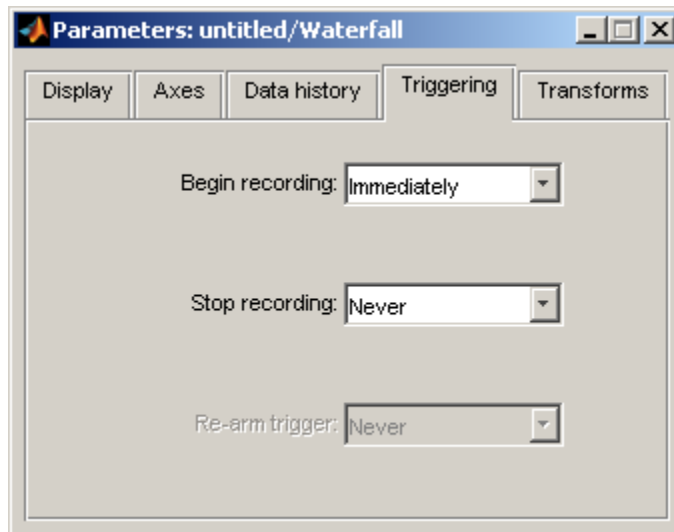 Parameters: untitled/Waterfall
Display Axes Data history Triggering Transforms
Begin recording: Immediately
Stop recording: Never
Re-arm trigger: Never